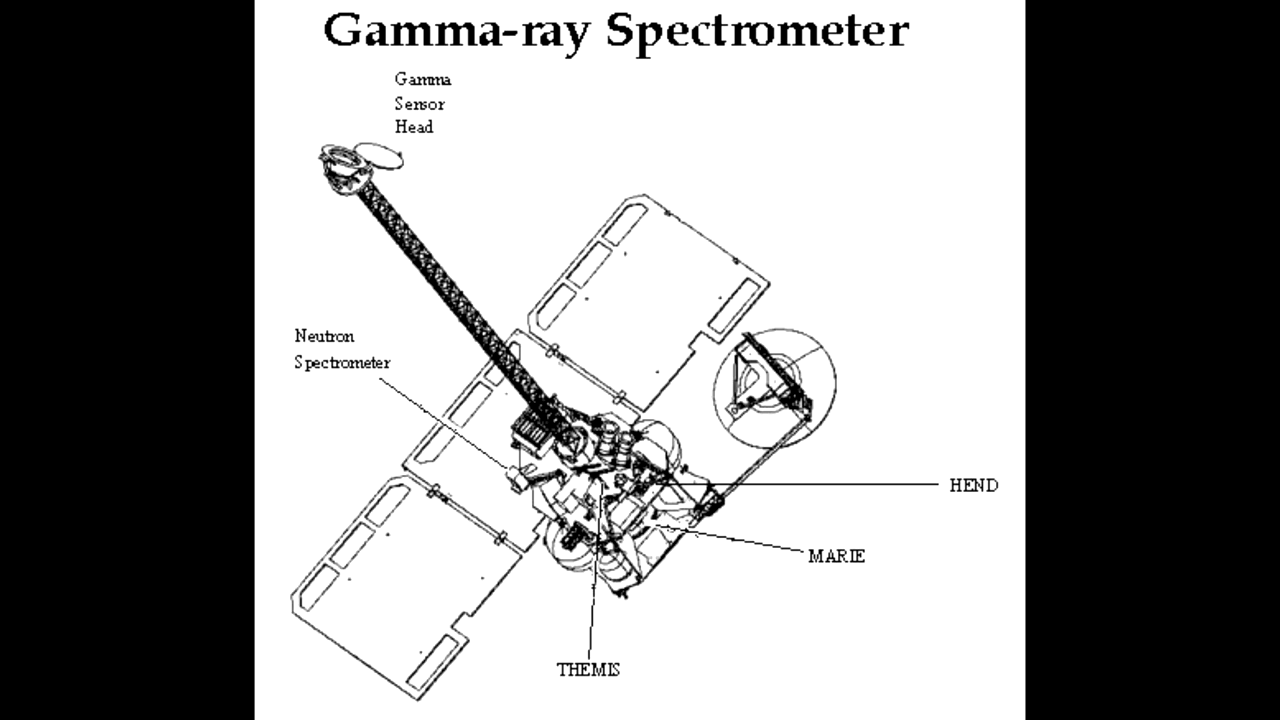 Gamma-ray Spectrometer
Gamma
Sensor
Head
Neutron
Spectrometer
HEND
MARIE
THEMIS